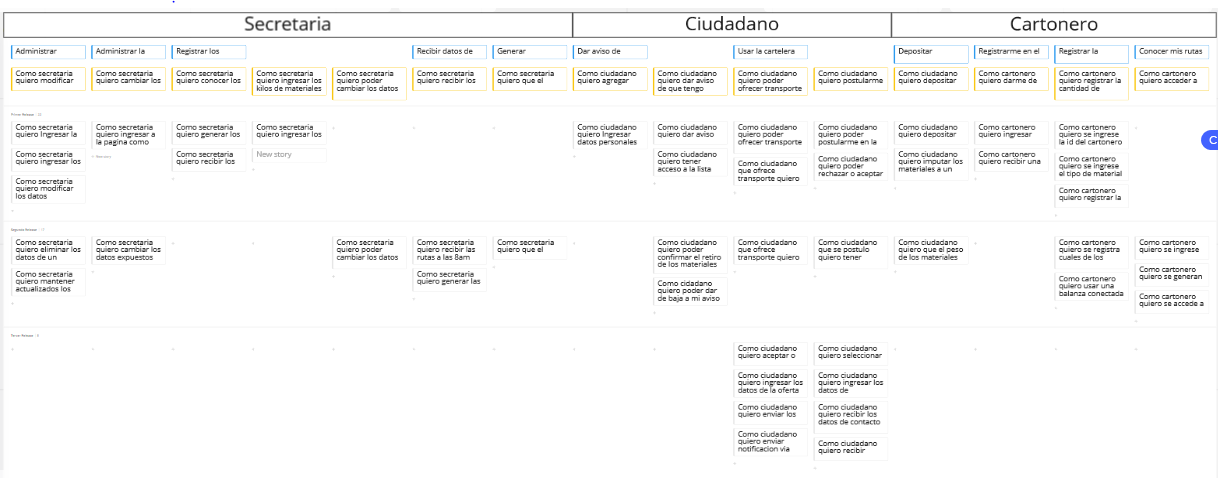 Secretaria
Ciudadano
Cartonero
Administrar
Administrar la
Registrar los
Recibir datos de
Generar
Dar aviso de
Usar la cartelera
Depositar
Registrarme en el
Registrar la
Conocer mis rutas
Como secretaria
quiero modificar
Como secretaria
quiero cambiar los
Como secretaria
quiero conocer los
Como secretaria
quiero ingresar los
kilos de materiales
Como secretaria
quiero poder
cambiar los datos
Como secretaria
quiero recibir los
Como secretaria
quiero que el
Como ciudadano
quiero agregar
Como ciudadano
quiero dar aviso
de que tengo
Como ciudadano
quiero poder
ofrecer transporte
Como ciudadano
quiero postularme
Como ciudadano
quiero depositar
Como cartonero
quiero darme de
Como cartonero
quiero registrar la
cantidad de
Como cartonero
quiero acceder a
Primer Release
Como secretaria
quiero Ingresar la
Como secretaria
quiero ingresar los
Como secretaria
quiero modificar
los datos
Como secretaria
quiero ingresar a
la pagina como
Como secretaria
quiero generar los
Como secretaria
quiero recibir los
Como secretaria
quiero ingresar los
New story
Como ciudadano
quiero Ingresar
datos personales
Como ciudadano
quiero dar aviso
Como ciudadano
quiero tener
acceso a la lista
Como ciudadano
quiero poder
ofrecer transporte
Como ciudadano
que ofrece
transporte quiero
Como ciudadano
quiero poder
postularme en la
Como ciudadano
quiero poder
rechazar o aceptar
Como ciudadano
quiero depositar
Como ciudadano
quiero imputar los
materiales a un
Como cartonero
quiero ingresar
Como cartonero
quiero recibir una
Como cartonero
quiero se ingrese
la id del cartonero
Como cartonero
quiero se ingrese
el tipo de material
Como cartonero
quiero registrar la
C
Segundo Release
Como secretaria
quiero eliminar los
datos de un
Como secretaria
quiero mantener
actualizados los
Como secretaria
quiero cambiar los
datos expuestos
Como secretaria
quiero poder
cambiar los datos
Como secretaria
quiero recibir las
rutas a las 8am
Como secretaria
quiero generar las
Como secretaria
quiero que el
Como ciudadano
quiero poder
confirmar el retiro
de los materiales
Como cidadano
quiero poder dar
de baja a mi aviso
Como ciudadano
que ofrece
transporte quiero
Como ciudadano
que se postulo
quiero tener
Como ciudadano
quiero que el peso
de los materiales
Como cartonero
quiero se registra
cuales de los
Como cartonero
quiero usar una
balanza conectada
Como cartonero
quiero se ingrese
Como cartonero
quiero se generan
Como cartonero
quiero se accede a
Tercer Release
Como ciudadano
quiero aceptar o
Como ciudadano
quiero ingresar los
datos de la oferta
Como ciudadano
quiero enviar los
Como ciudadano
quiero enviar
notificacion via
Como ciudadano
quiero seleccionar
Como ciudadano
quiero ingresar los
datos de
Como ciudadano
quiero recibir los
datos de contacto
Como ciudadano
quiero recibir